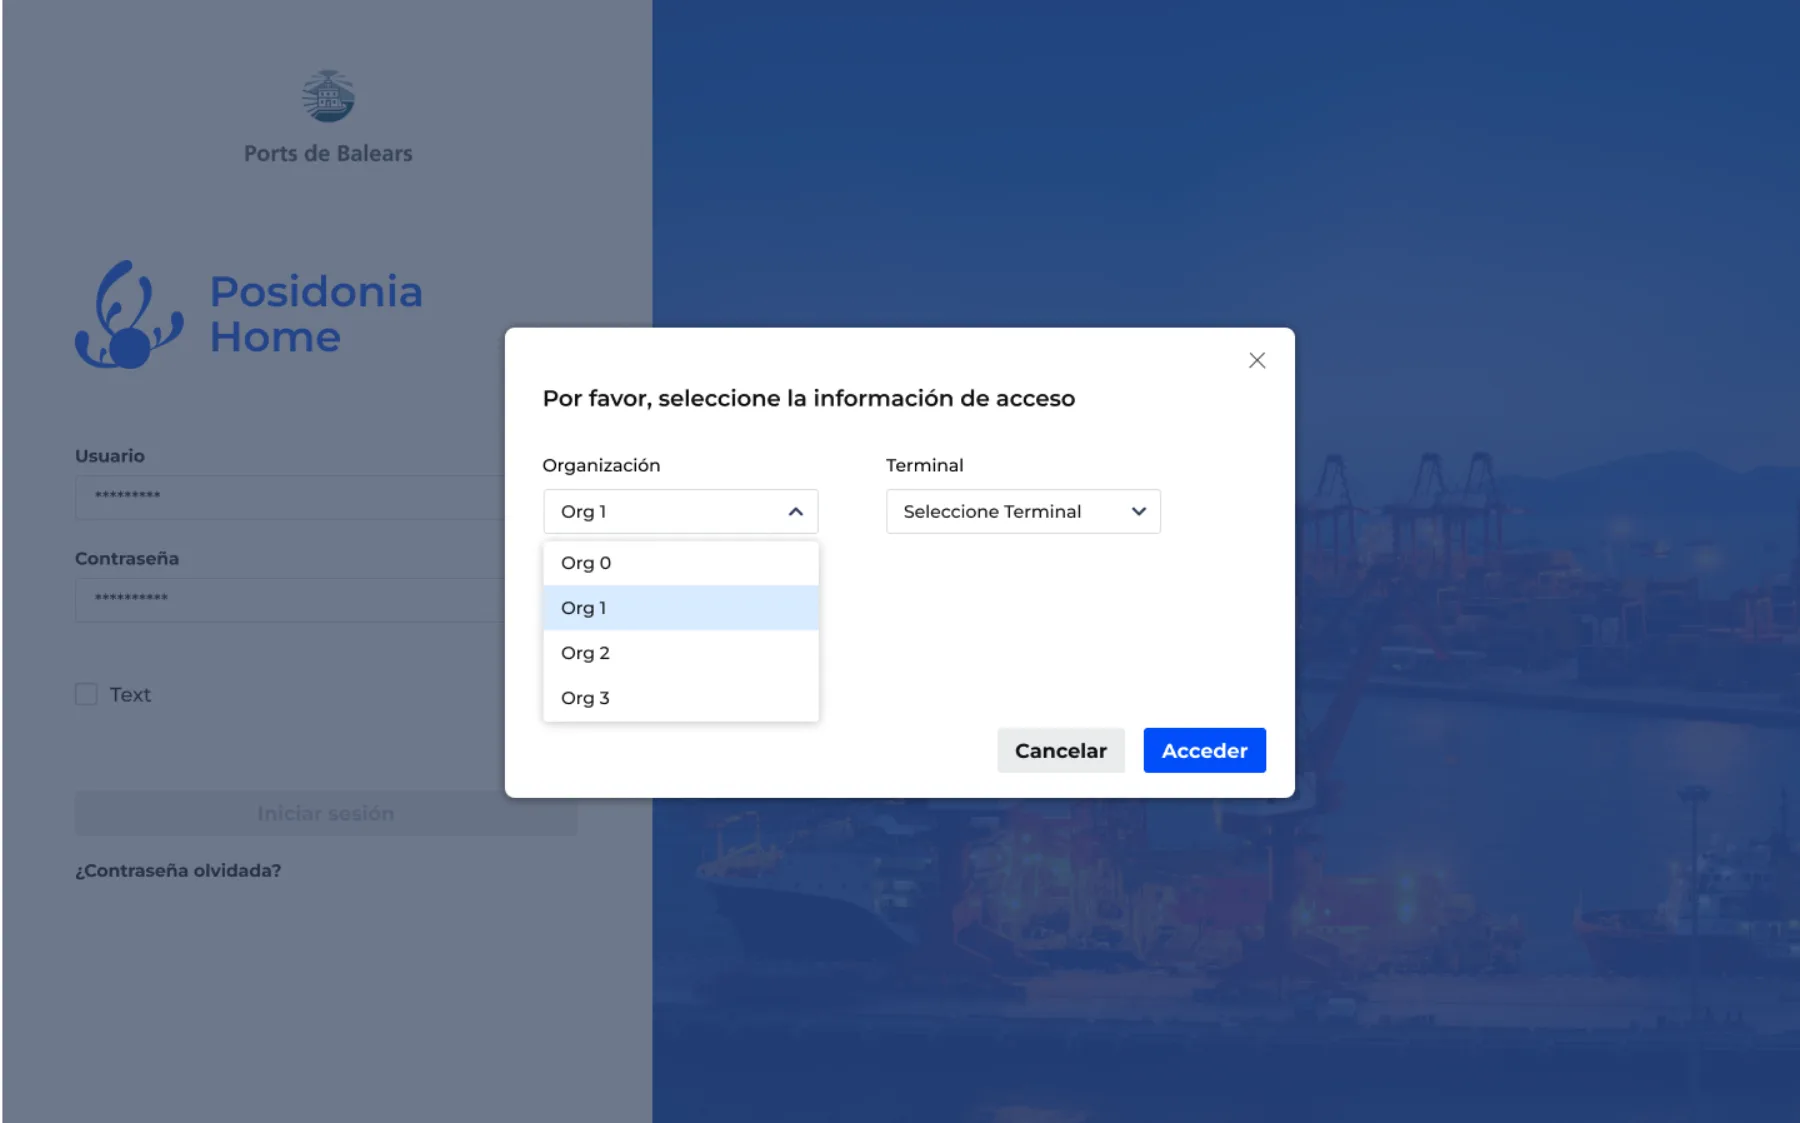 Ports de Balears
Posidonia
Home
Usuario
*********
Contraseña
**********
Text
Iniciar sesión
¿Contraseña olvidada?
Por favor, seleccione la información de acceso
Organización
Org 1
Org 0
Org 1
Org 2
Org 3
Terminal
Seleccione Terminal
Cancelar
Acceder